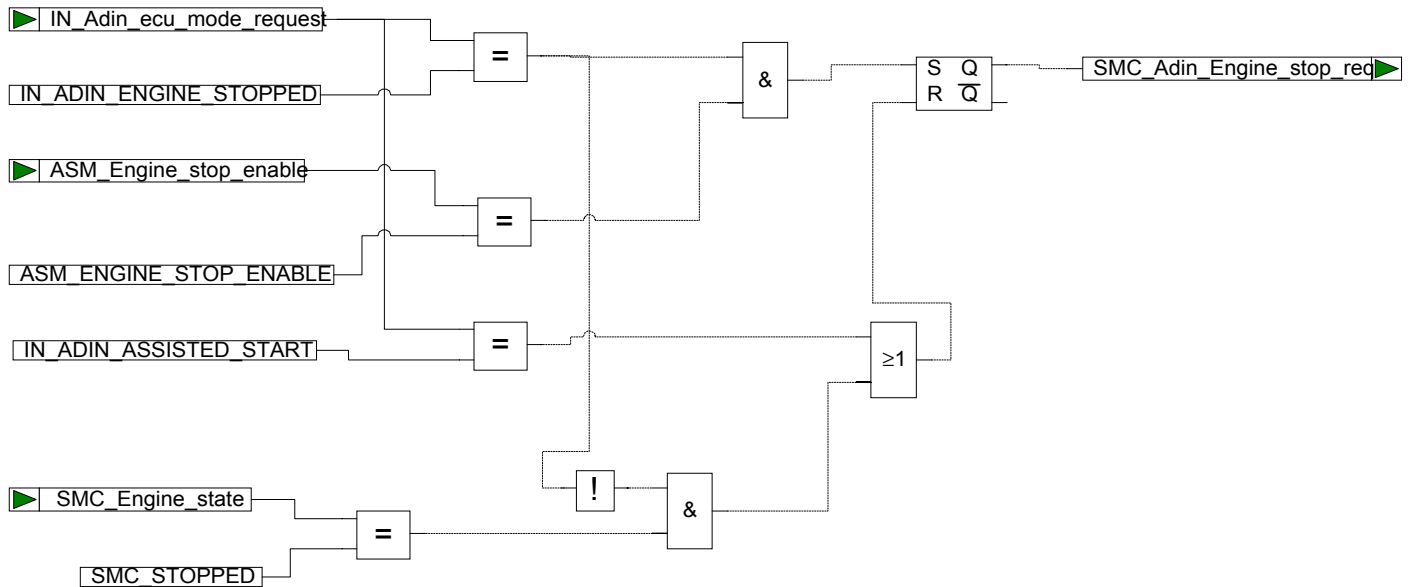 IN_Adin_ecu_mode_request
=
&
S Q
R Q̅
SMC_Adin_Engine_stop_req
IN_ADIN_ENGINE_STOPPED
ASM_Engine_stop_enable
=
ASM_ENGINE_STOP_ENABLE
IN_ADIN_ASSISTED_START
=
≥1
SMC_Engine_state
!
&
=
SMC_STOPPED